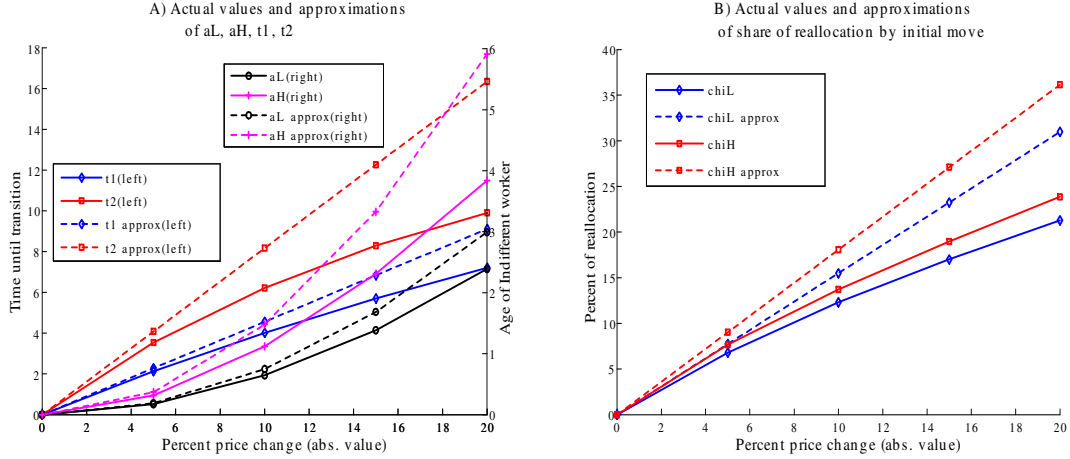 A) Actual values and approximations
of aL, aH, t1, t2
18
16
14
12
10
8
6
4
2
0
Time until transition
6
5
4
3
2
1
0
Age of Indifferent worker
aL(right)
aH(right)
aL approx(right)
aH approx(right)
t1(left)
t2(left)
t1 approx(left)
t2 approx(left)
0 2 4 6 8 10 12 14 16 18 20
Percent price change (abs. value)
B) Actual values and approximations
of share of reallocation by initial move
40
35
30
25
20
15
10
5
0
Percent of reallocation
chiL
chiL approx
chiH
chiH approx
0 2 4 6 8 10 12 14 16 18 20
Percent price change (abs. value)